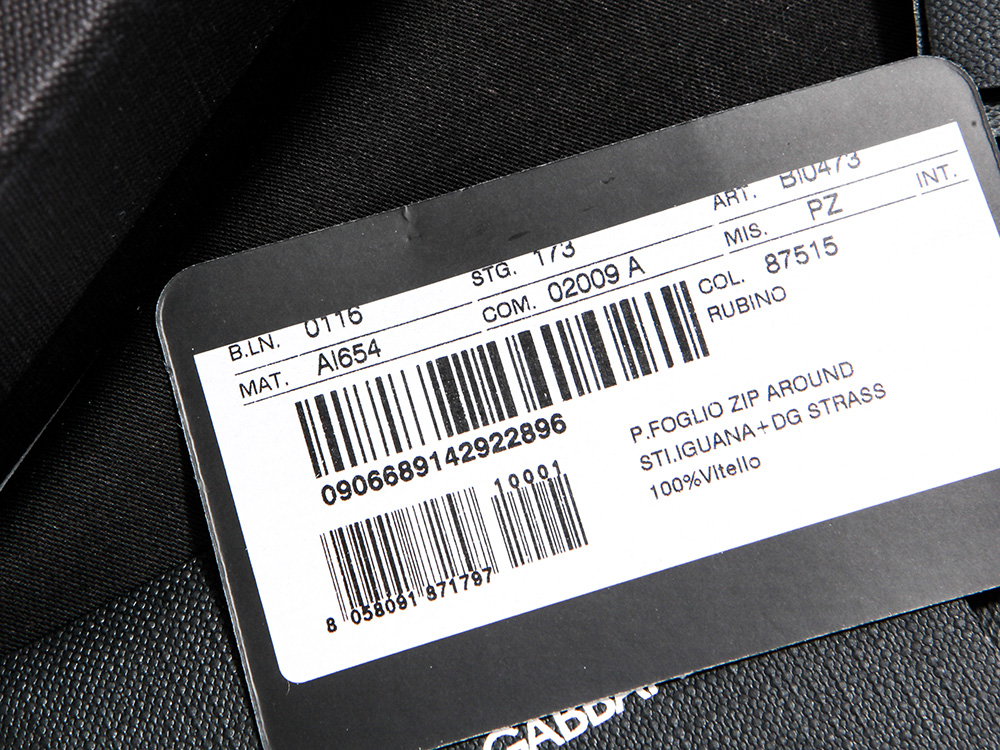 B.LN. 0116 STG. 173 ART. BI0473
MAT. AI654 COM. 02009 A MIS. PZ INT.
COL. 87515
RUBINO
0906689142922896
10001
8 058091 871797
P.FOGLIO ZIP AROUND
STI.IGUANA+DG STRASS
100%Vitello
GABBA